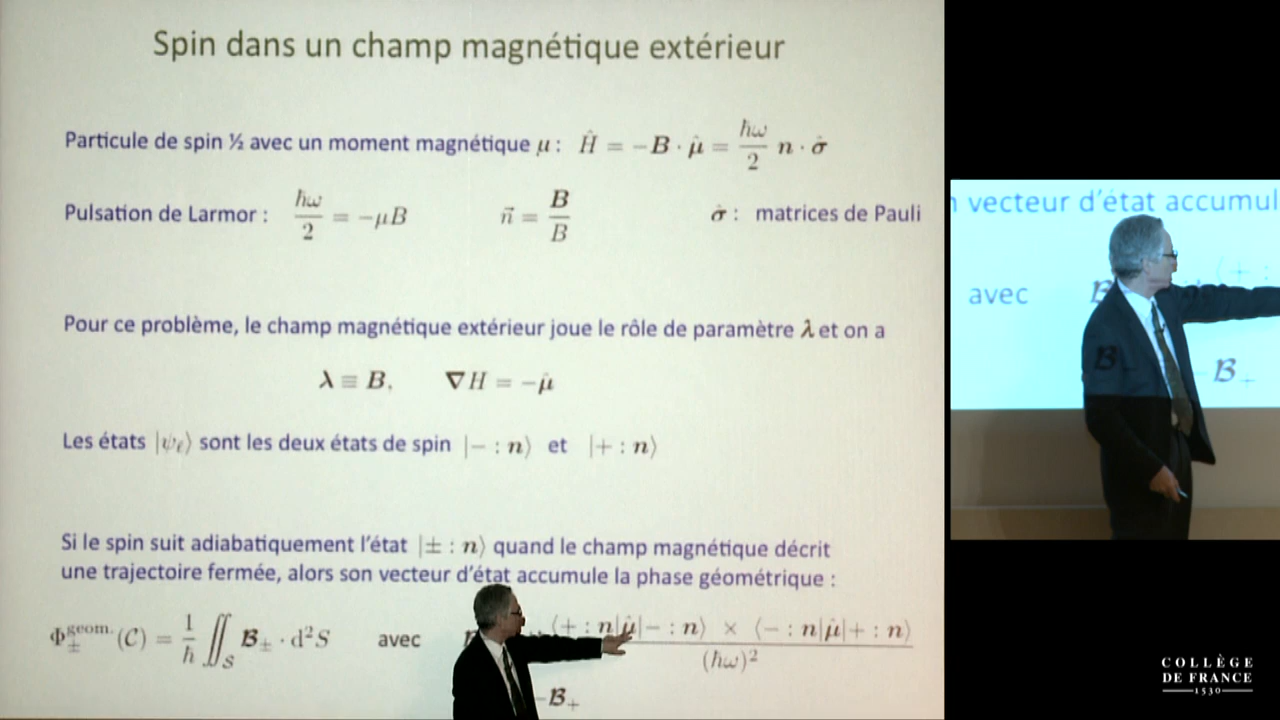 Spin dans un champ magnétique extérieur
Particule de spin ½ avec un moment magnétique μ : Ĥ = −B · μ̂ = ħω/2 n · σ̂
Pulsation de Larmor : ħω/2 = −μB n⃗ = B/B σ̂ : matrices de Pauli
Pour ce problème, le champ magnétique extérieur joue le rôle de paramètre λ et on a
λ ≡ B, ∇H = −μ̂
Les états |ψℓ⟩ sont les deux états de spin |− : n⟩ et |+ : n⟩
Si le spin suit adiabatiquement l'état |± : n⟩ quand le champ magnétique décrit
une trajectoire fermée, alors son vecteur d'état accumule la phase géométrique :
Φ±^geom.(C) = 1/ħ ∬_S B± · d²S avec ⟨+ : n|μ̂|− : n⟩ × ⟨− : n|μ̂|+ : n⟩ / (ħω)²
−B₊
vecteur d'état accumul
avec
B
B
COLLÈGE
DE FRANCE
1530